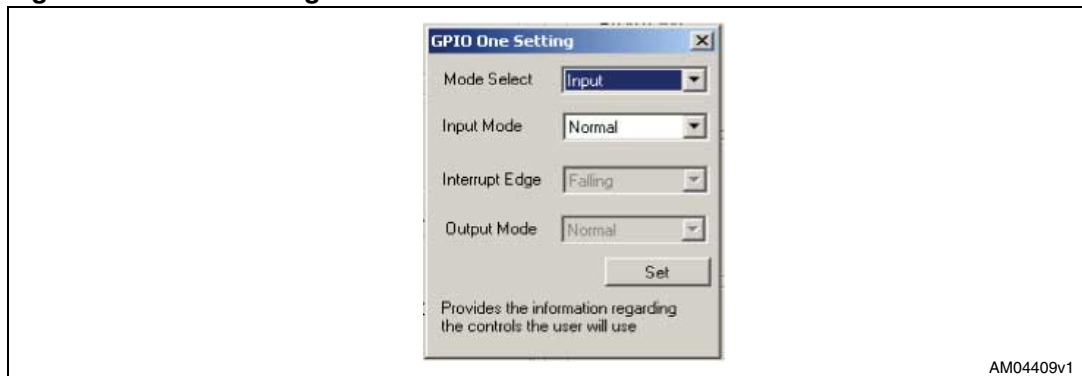 GPIO One Setting
Mode Select Input
Input Mode Normal
Interrupt Edge Falling
Output Mode Normal
Set
Provides the information regarding
the controls the user will use
AM04409v1